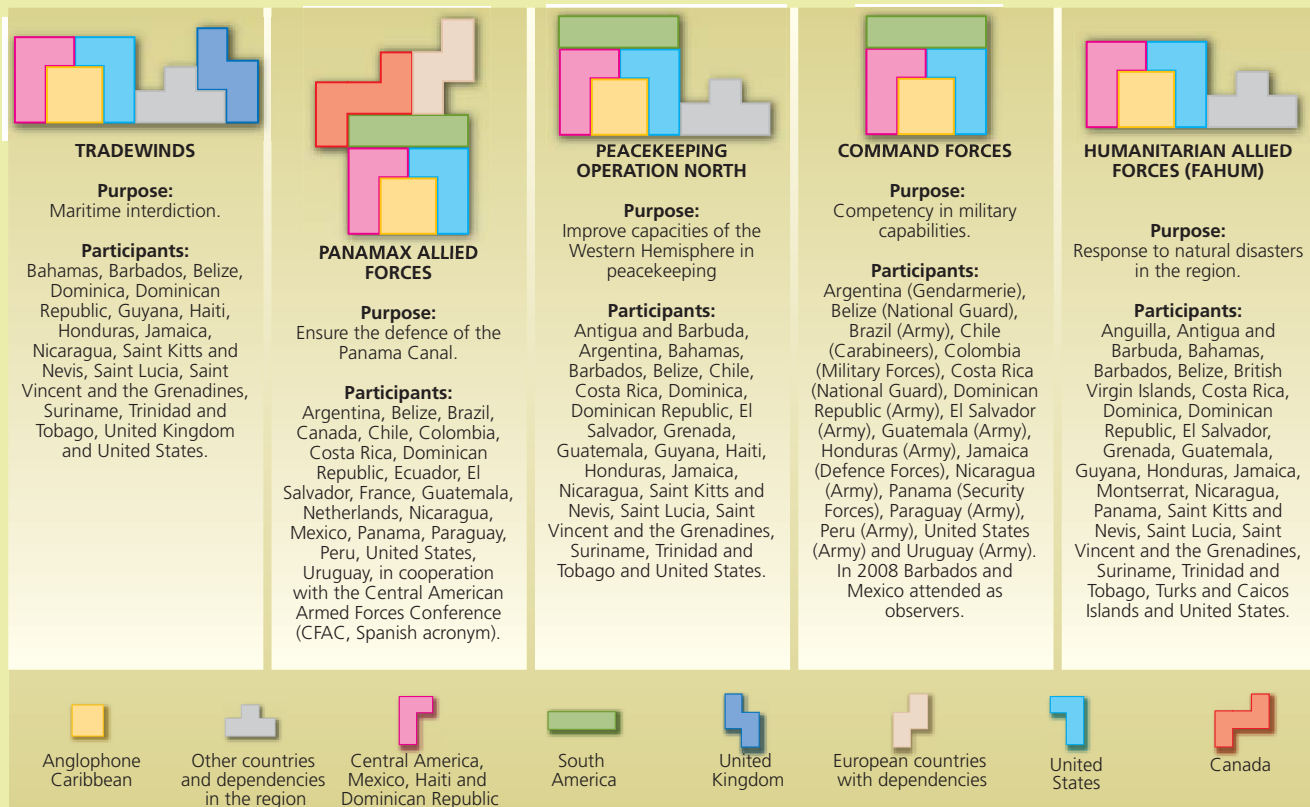 TRADEWINDS
Purpose:
Maritime interdiction.
Participants:
Bahamas, Barbados, Belize,
Dominica, Dominican
Republic, Guyana, Haiti,
Honduras, Jamaica,
Nicaragua, Saint Kitts and
Nevis, Saint Lucia, Saint
Vincent and the Grenadines,
Suriname, Trinidad and
Tobago, United Kingdom
and United States.
PANAMAX ALLIED
FORCES
Purpose:
Ensure the defence of the
Panama Canal.
Participants:
Argentina, Belize, Brazil,
Canada, Chile, Colombia,
Costa Rica, Dominican
Republic, Ecuador, El
Salvador, France, Guatemala,
Netherlands, Nicaragua,
Mexico, Panama, Paraguay,
Peru, United States,
Uruguay, in cooperation
with the Central American
Armed Forces Conference
(CFAC, Spanish acronym).
PEACEKEEPING
OPERATION NORTH
Purpose:
Improve capacities of the
Western Hemisphere in
peacekeeping
Participants:
Antigua and Barbuda,
Argentina, Bahamas,
Barbados, Belize, Chile,
Costa Rica, Dominica,
Dominican Republic, El
Salvador, Grenada,
Guatemala, Guyana, Haiti,
Honduras, Jamaica,
Nicaragua, Saint Kitts and
Nevis, Saint Lucia, Saint
Vincent and the Grenadines,
Suriname, Trinidad and
Tobago and United States.
COMMAND FORCES
Purpose:
Competency in military
capabilities.
Participants:
Argentina (Gendarmerie),
Belize (National Guard),
Brazil (Army), Chile
(Carabineers), Colombia
(Military Forces), Costa Rica
(National Guard), Dominican
Republic (Army), El Salvador
(Army), Guatemala (Army),
Honduras (Army), Jamaica
(Defence Forces), Nicaragua
(Army), Panama (Security
Forces), Paraguay (Army),
Peru (Army), United States
(Army) and Uruguay (Army).
In 2008 Barbados and
Mexico attended as
observers.
HUMANITARIAN ALLIED
FORCES (FAHUM)
Purpose:
Response to natural disasters
in the region.
Participants:
Anguilla, Antigua and
Barbuda, Bahamas,
Barbados, Belize, British
Virgin Islands, Costa Rica,
Dominica, Dominican
Republic, El Salvador,
Grenada, Guatemala,
Guyana, Honduras, Jamaica,
Montserrat, Nicaragua,
Panama, Saint Kitts and
Nevis, Saint Lucia, Saint
Vincent and the Grenadines,
Suriname, Trinidad and
Tobago, Turks and Caicos
Islands and United States.
Anglophone
Caribbean
Other countries
and dependencies
in the region
Central America,
Mexico, Haiti and
Dominican Republic
South
America
United
Kingdom
European countries
with dependencies
United
States
Canada